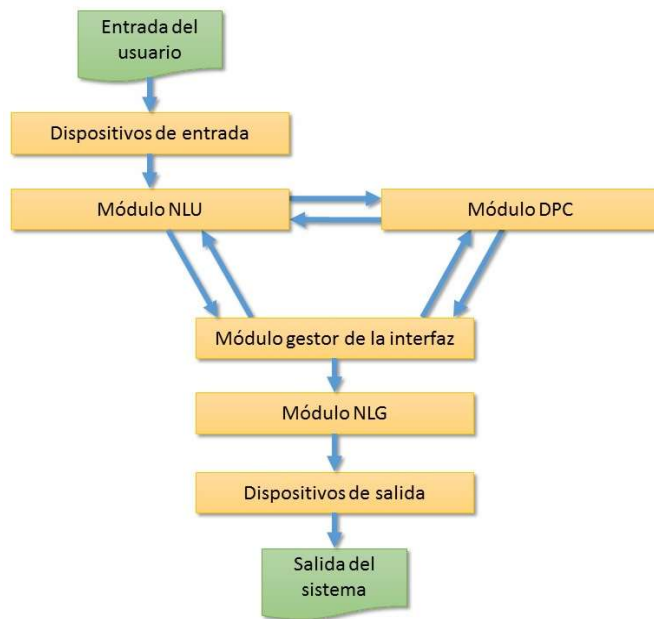 Entrada del
usuario
Dispositivos de entrada
Módulo NLU
Módulo DPC
Módulo gestor de la interfaz
Módulo NLG
Dispositivos de salida
Salida del
sistema